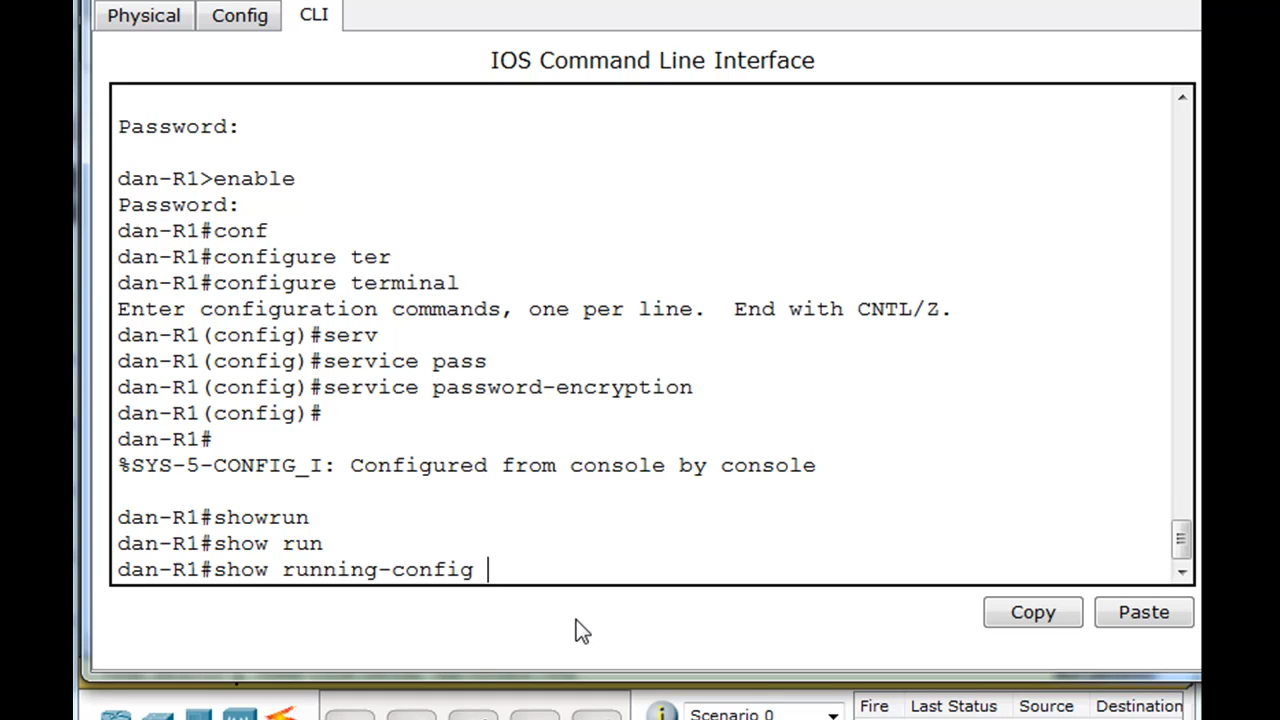 Physical
Config
CLI
IOS Command Line Interface
Password:
dan-R1>enable
Password:
dan-R1#conf
dan-R1#configure ter
dan-R1#configure terminal
Enter configuration commands, one per line.  End with CNTL/Z.
dan-R1(config)#serv
dan-R1(config)#service pass
dan-R1(config)#service password-encryption
dan-R1(config)#
dan-R1#
%SYS-5-CONFIG_I: Configured from console by console
dan-R1#showrun
dan-R1#show run
dan-R1#show running-config
Copy
Paste
Scenario 0
Fire
Last Status
Source
Destination